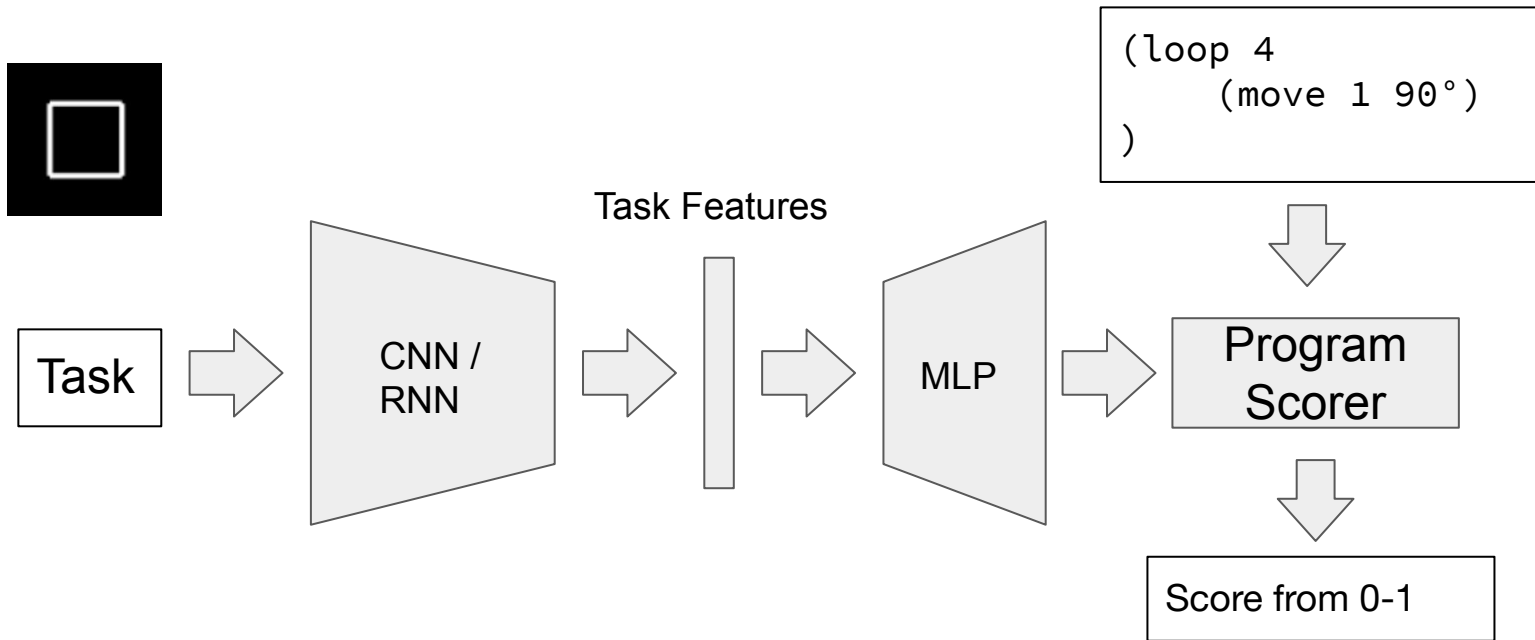 (loop 4
(move 1 90°)
)
Task Features
Task
CNN /
RNN
MLP
Program
Scorer
Score from 0-1